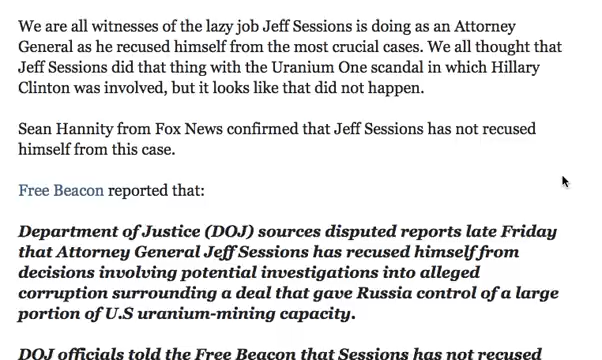 We are all witnesses of the lazy job Jeff Sessions is doing as an Attorney
General as he recused himself from the most crucial cases. We all thought that
Jeff Sessions did that thing with the Uranium One scandal in which Hillary
Clinton was involved, but it looks like that did not happen.
Sean Hannity from Fox News confirmed that Jeff Sessions has not recused
himself from this case.
Free Beacon reported that:
Department of Justice (DOJ) sources disputed reports late Friday
that Attorney General Jeff Sessions has recused himself from
decisions involving potential investigations into alleged
corruption surrounding a deal that gave Russia control of a large
portion of U.S uranium-mining capacity.
DOJ officials told the Free Beacon that Sessions has not recused